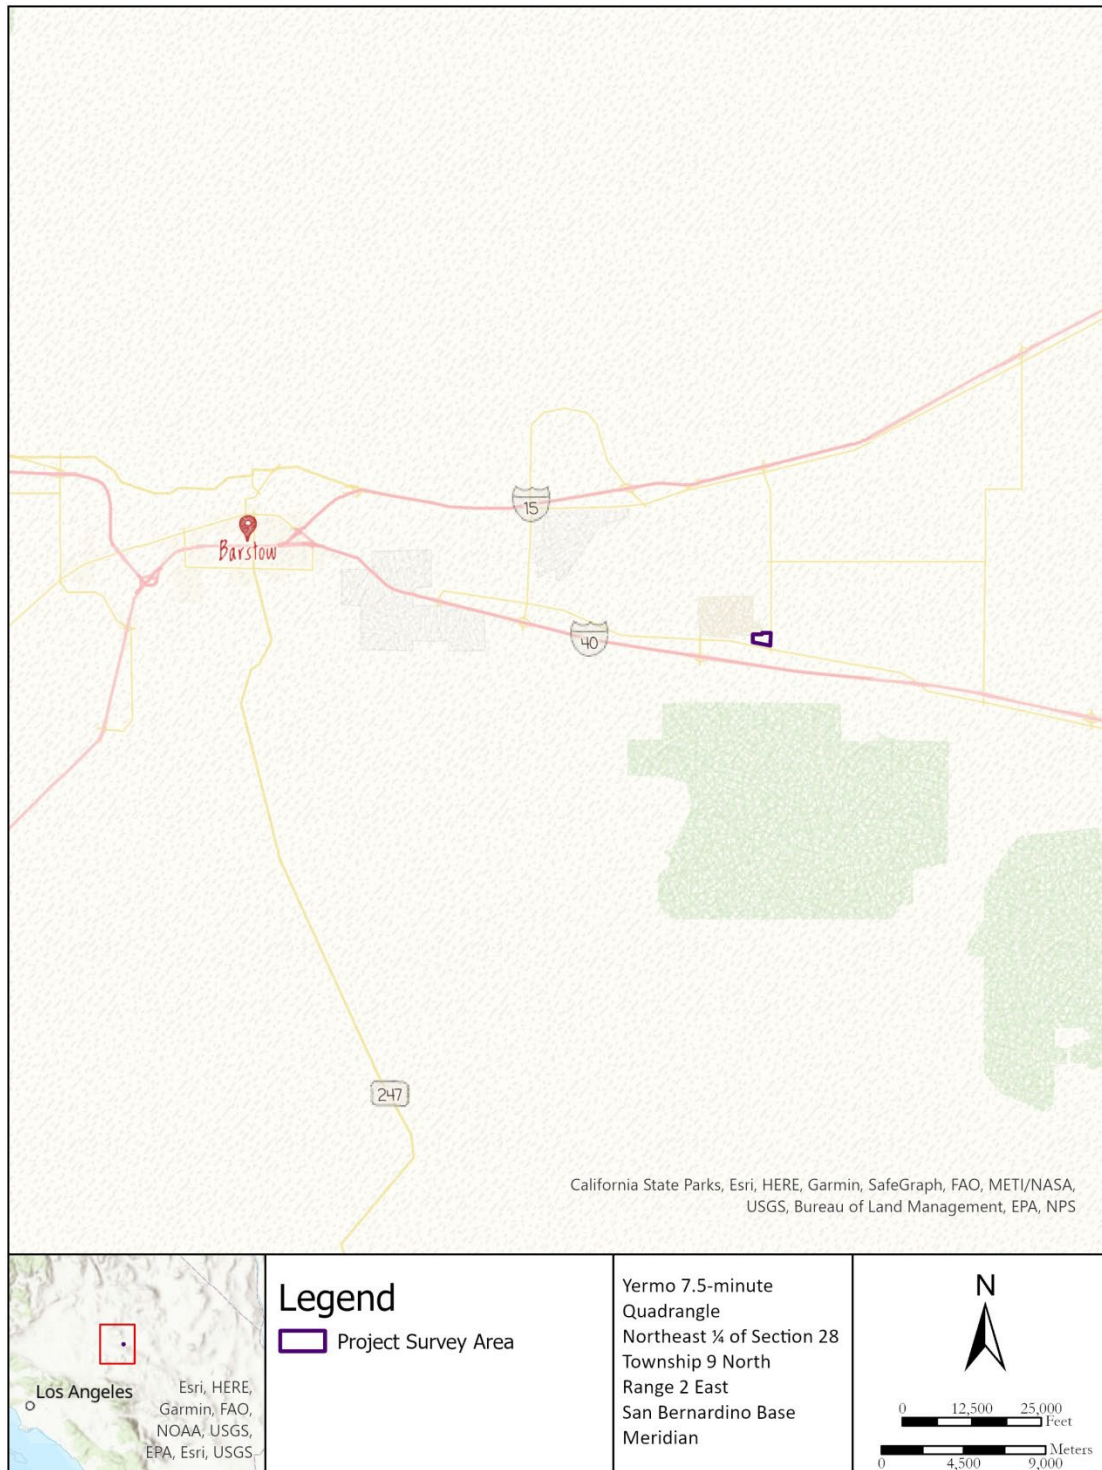 15
Barstow
40
247
California State Parks, Esri, HERE, Garmin, SafeGraph, FAO, METI/NASA,
USGS, Bureau of Land Management, EPA, NPS
Los Angeles
Esri, HERE,
Garmin, FAO,
NOAA, USGS,
EPA, Esri, USGS
Legend
Project Survey Area
Yermo 7.5-minute
Quadrangle
Northeast ¼ of Section 28
Township 9 North
Range 2 East
San Bernardino Base
Meridian
N
0 12,500 25,000
Feet
Meters
0 4,500 9,000